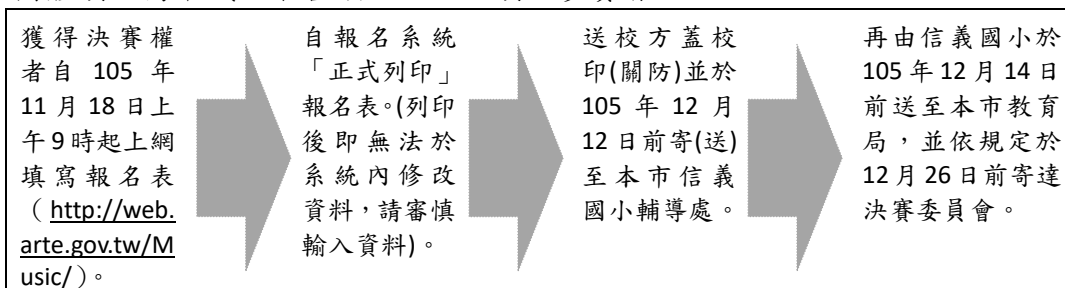 獲得決賽權
者自 105 年
11 月 18 日上
午 9 時起上網
填寫報名表
（http://web.
arte.gov.tw/M
usic/）。
自報名系統
「正式列印」
報名表。(列印
後即無法於
系統內修改
資料，請審慎
輸入資料)。
送校方蓋校
印(關防)並於
105 年 12 月
12 日前寄(送)
至本市信義
國小輔導處。
再由信義國小於
105 年 12 月 14 日
前送至本市教育
局，並依規定於
12 月 26 日前寄達
決賽委員會。